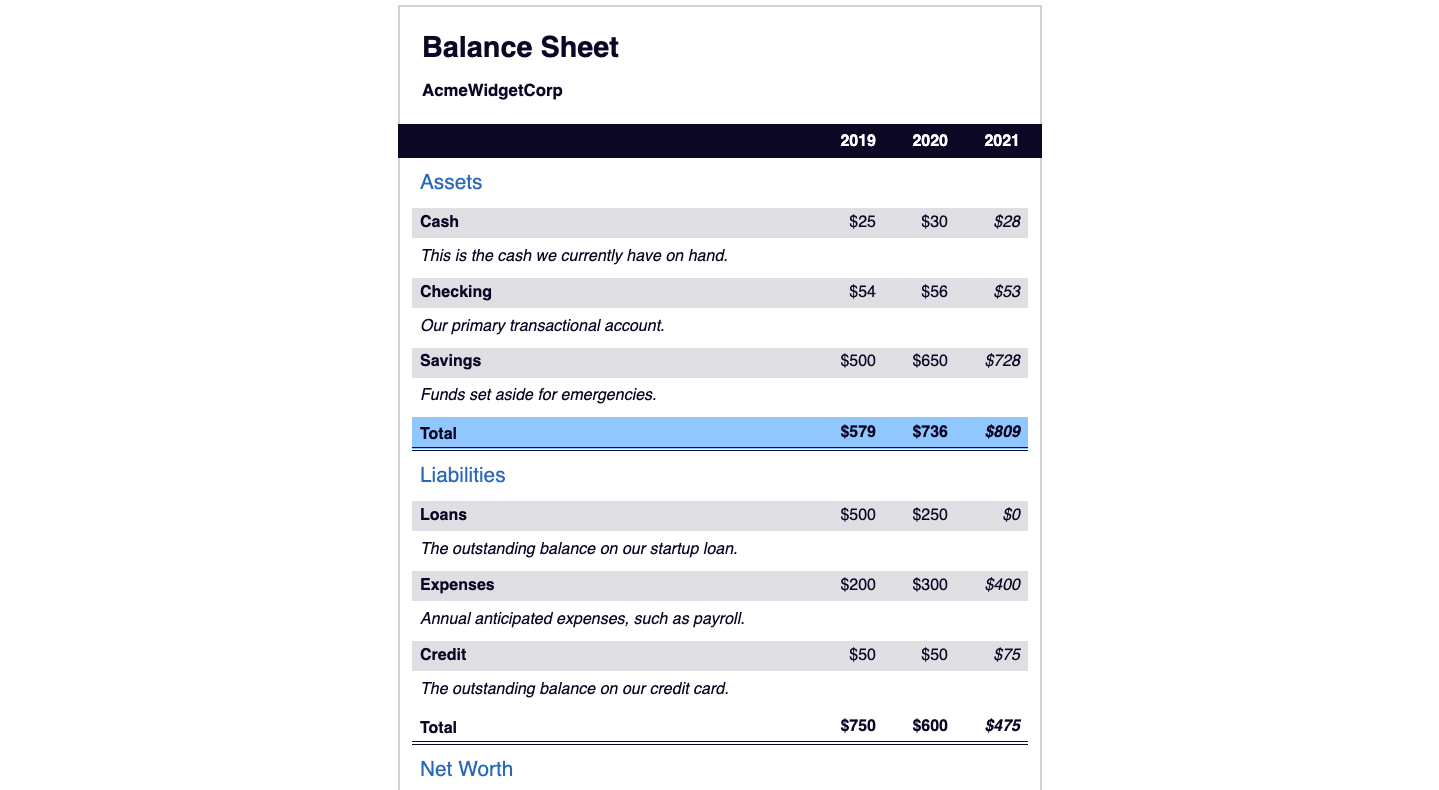 Balance Sheet
AcmeWidgetCorp
2019 2020 2021
Assets
Cash $25 $30 $28
This is the cash we currently have on hand.
Checking $54 $56 $53
Our primary transactional account.
Savings $500 $650 $728
Funds set aside for emergencies.
Total $579 $736 $809
Liabilities
Loans $500 $250 $0
The outstanding balance on our startup loan.
Expenses $200 $300 $400
Annual anticipated expenses, such as payroll.
Credit $50 $50 $75
The outstanding balance on our credit card.
Total $750 $600 $475
Net Worth